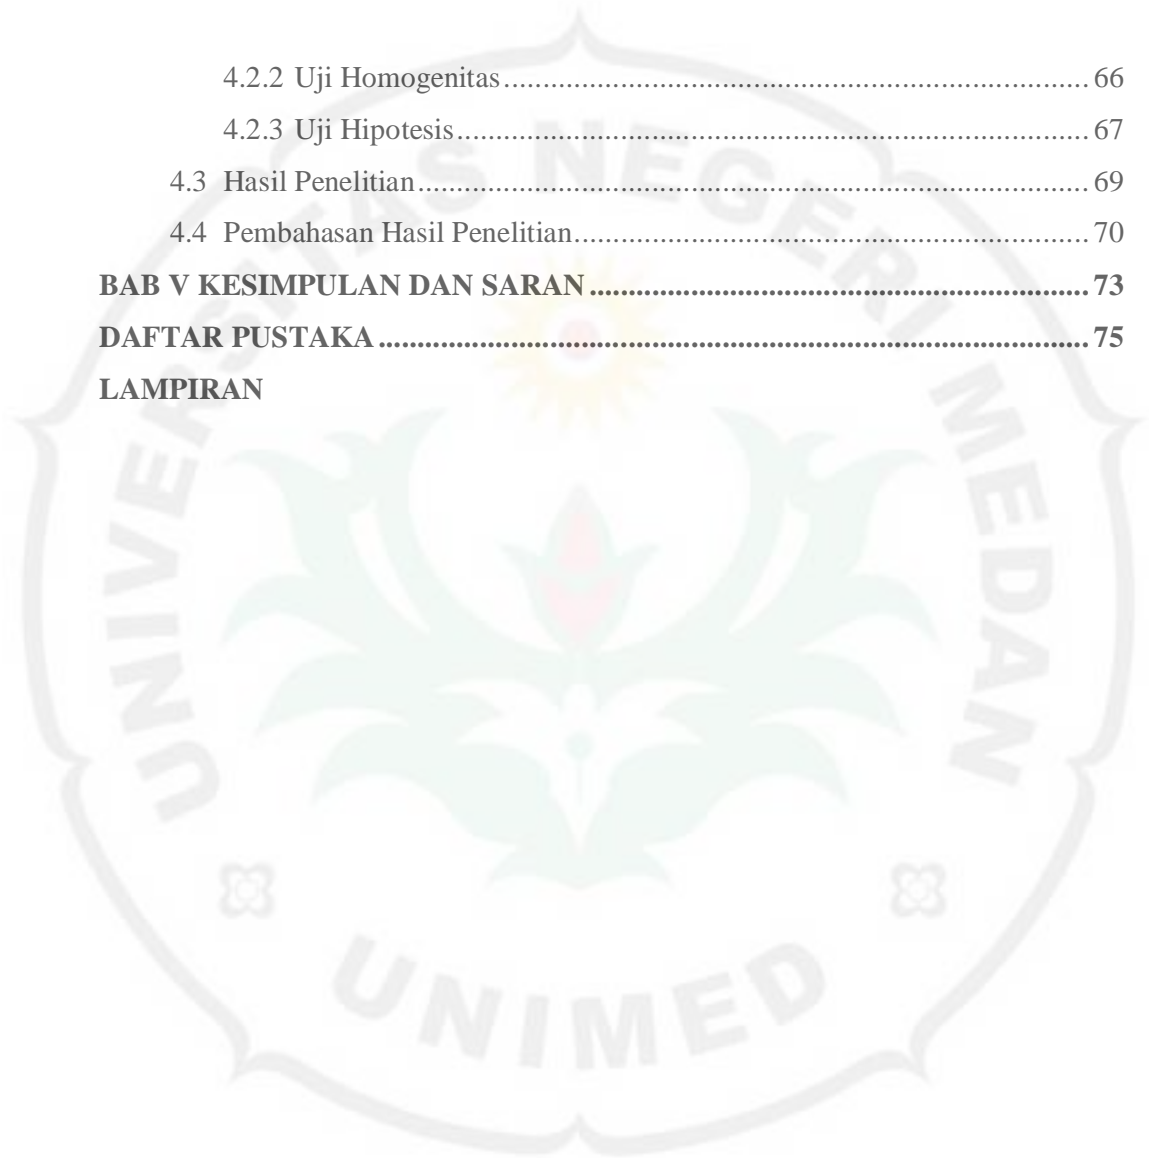 4.2.2 Uji Homogenitas........................................................................ 66
4.2.3 Uji Hipotesis.............................................................................. 67
4.3 Hasil Penelitian................................................................................... 69
4.4 Pembahasan Hasil Penelitian................................................................ 70
BAB V KESIMPULAN DAN SARAN.............................................................. 73
DAFTAR PUSTAKA......................................................................................... 75
LAMPIRAN
UNIVERSITAS NEGERI MEDAN
UNIMED